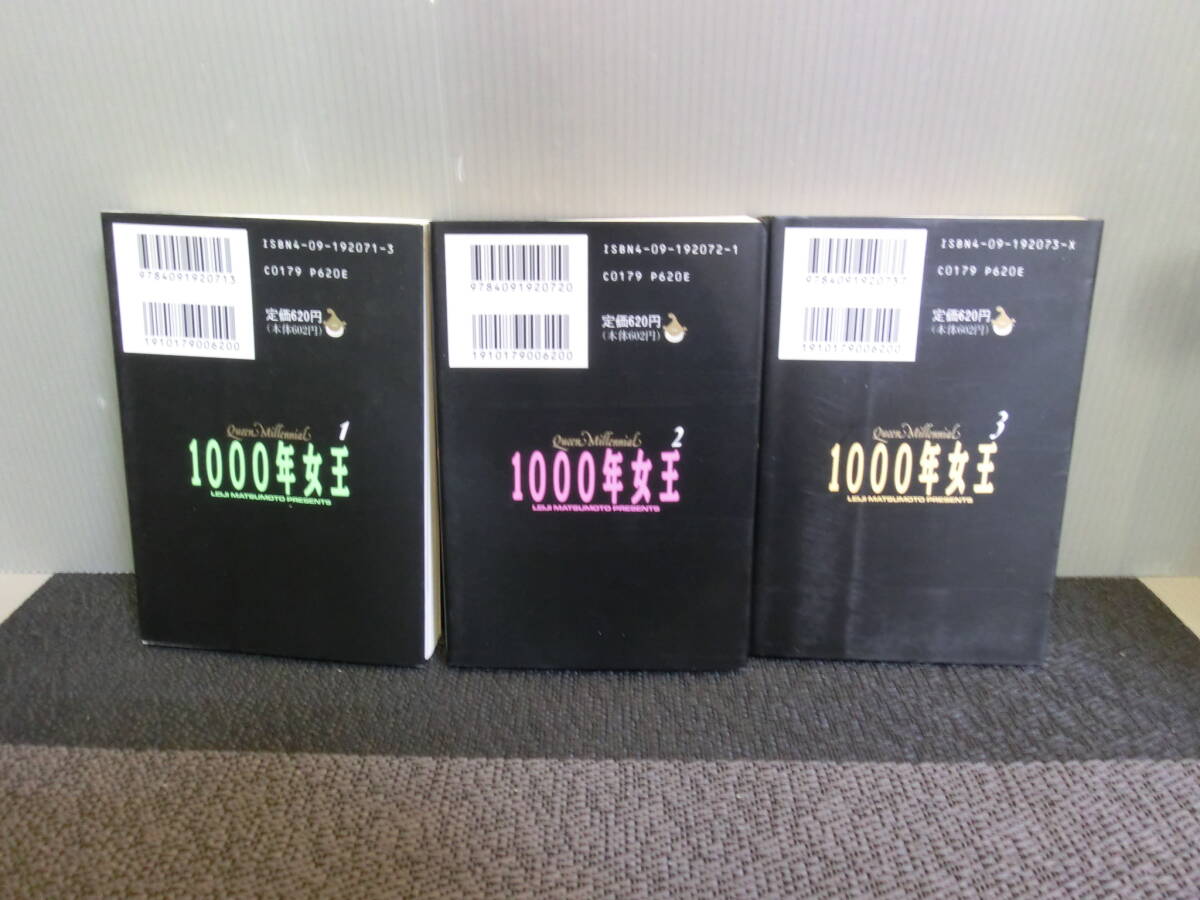 9784091920713
ISBN4-09-192071-3
C0179 P620E
1910179006200
定価620円
(本体602円)
Queen Millennial
1
1000年女王
LEIJI MATSUMOTO PRESENTS
9784091920720
ISBN4-09-192072-1
C0179 P620E
1910179006200
定価620円
(本体602円)
Queen Millennial
2
1000年女王
LEIJI MATSUMOTO PRESENTS
9784091920737
ISBN4-09-192073-X
C0179 P620E
1910179006200
定価620円
(本体602円)
Queen Millennial
3
1000年女王
LEIJI MATSUMOTO PRESENTS